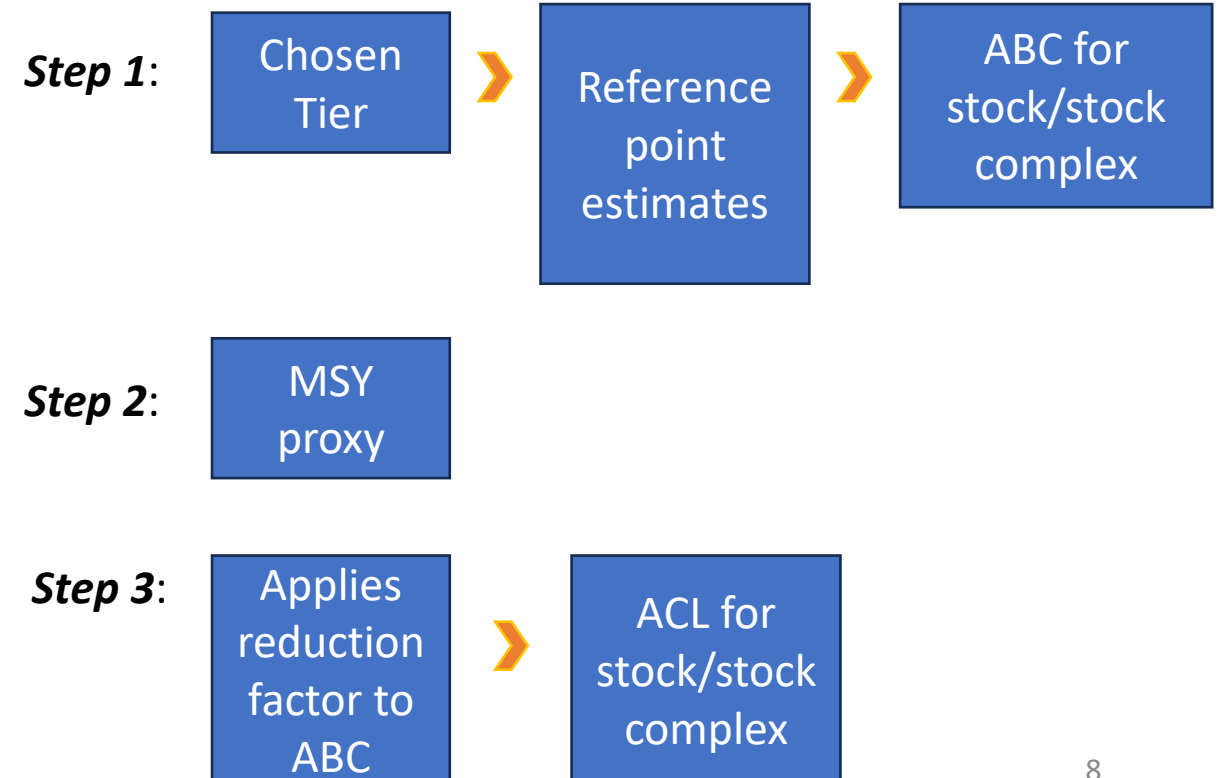 Step 1:
Chosen
Tier
Reference
point
estimates
ABC for
stock/stock
complex
Step 2:
MSY
proxy
Step 3:
Applies
reduction
factor to
ABC
ACL for
stock/stock
complex
8